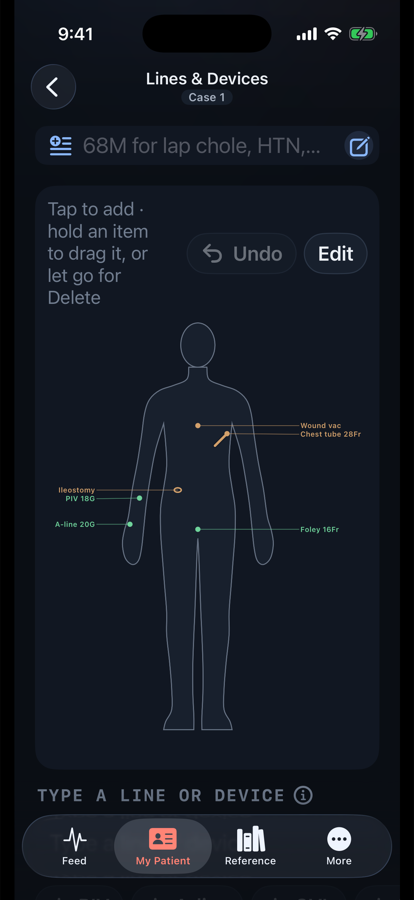 9:41
Lines & Devices
Case 1
68M for lap chole, HTN,...
Tap to add ·
hold an item
to drag it, or
let go for
Delete
Undo
Edit
Wound vac
Chest tube 28Fr
Ileostomy
PIV 18G
A-line 20G
Foley 16Fr
TYPE A LINE OR DEVICE
Feed
My Patient
Reference
More